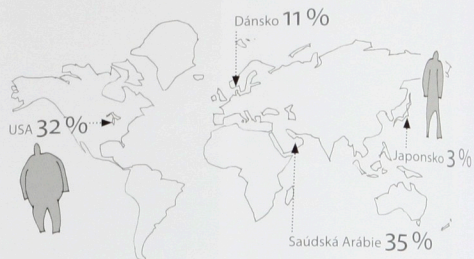 Dánsko 11 %
USA 32 %
Japonsko 3 %
Saúdská Arábie 35 %